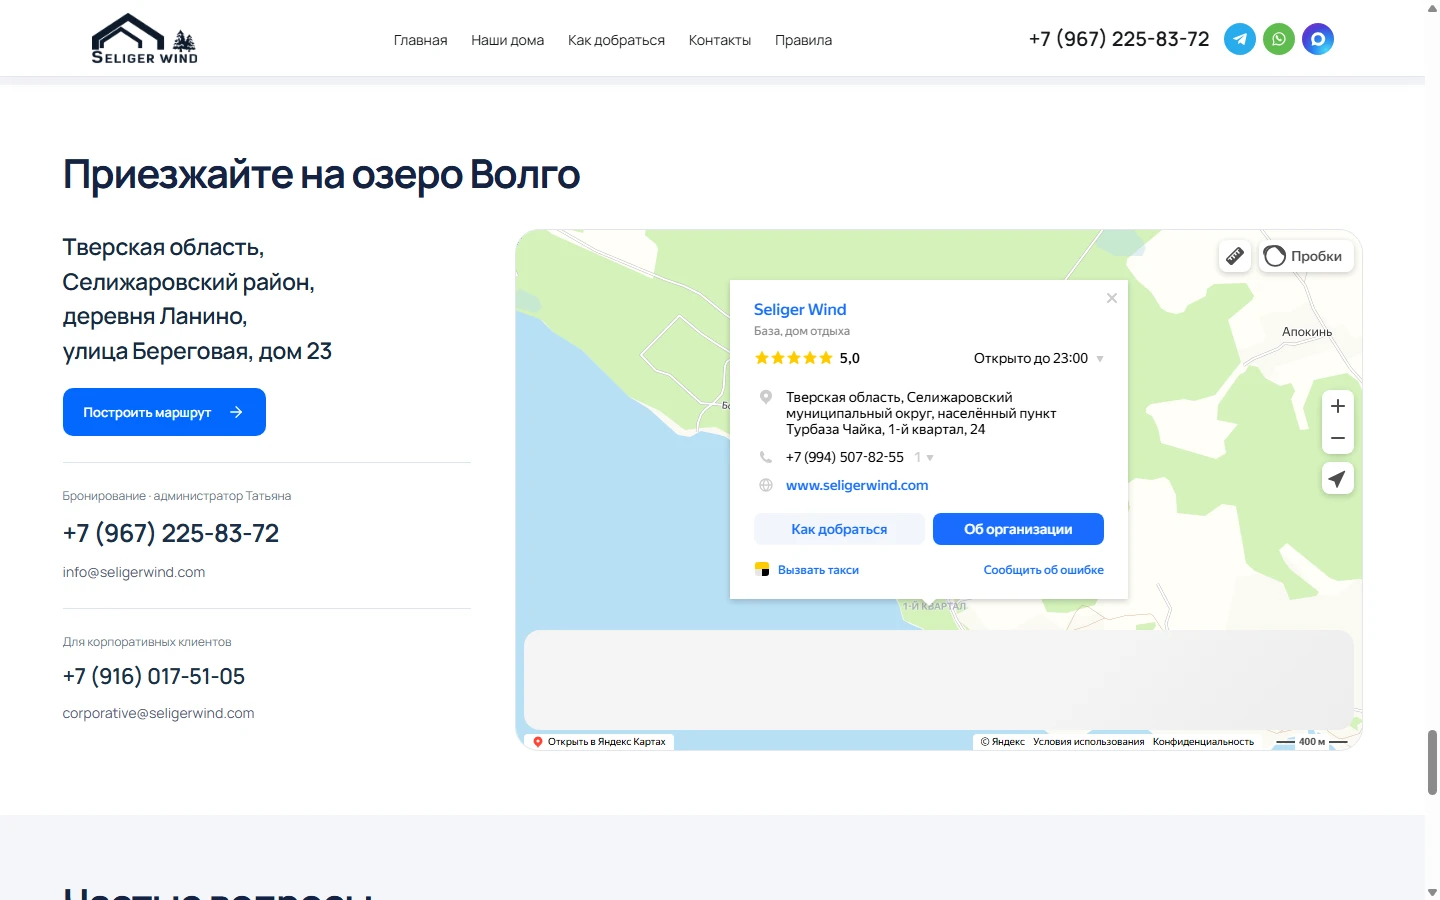 SELIGER WIND
Главная
Наши дома
Как добраться
Контакты
Правила
+7 (967) 225-83-72
Приезжайте на озеро Волго
Тверская область,
Селижаровский район,
деревня Ланино,
улица Береговая, дом 23
Построить маршрут
Бронирование · администратор Татьяна
+7 (967) 225-83-72
info@seligerwind.com
Для корпоративных клиентов
+7 (916) 017-51-05
corporative@seligerwind.com
Пробки
Апокинь
Seliger Wind
База, дом отдыха
5,0
Открыто до 23:00
Тверская область, Селижаровский
муниципальный округ, населённый пункт
Турбаза Чайка, 1-й квартал, 24
+7 (994) 507-82-55 1
www.seligerwind.com
Как добраться
Об организации
Вызвать такси
Сообщить об ошибке
1-Й КВАРТАЛ
Открыть в Яндекс Картах
© Яндекс Условия использования Конфиденциальность
400 м
Частые вопросы